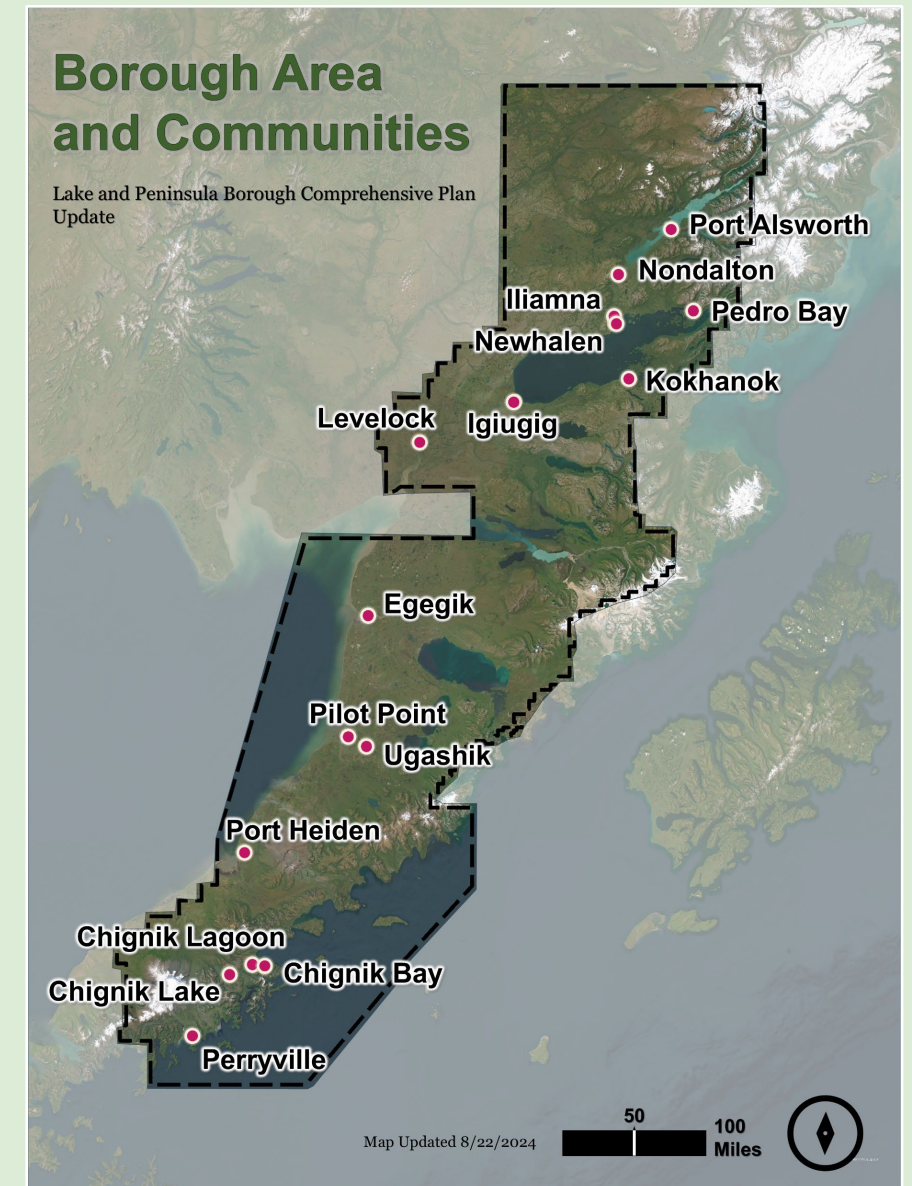 Borough Area
and Communities
Lake and Peninsula Borough Comprehensive Plan
Update
Port Alsworth
Nondalton
Iliamna
Pedro Bay
Newhalen
Kokhanok
Levelock
Igiugig
Egegik
Pilot Point
Ugashik
Port Heiden
Chignik Lagoon
Chignik Bay
Chignik Lake
Perryville
Map Updated 8/22/2024
50
100
Miles